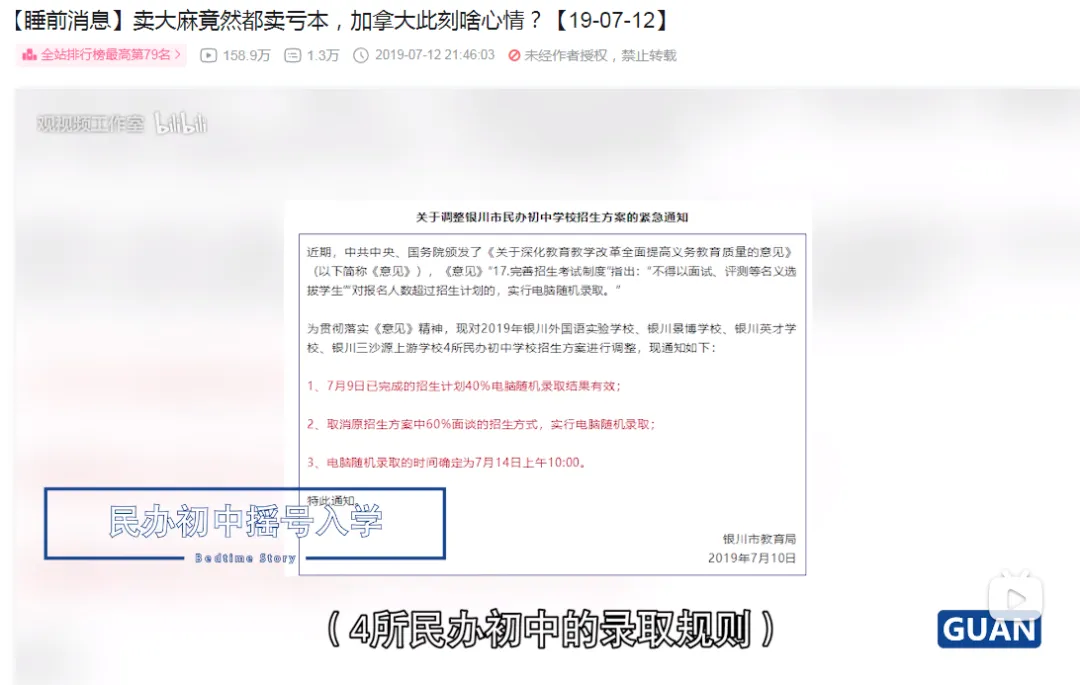 【睡前消息】卖大麻竟然都卖亏本，加拿大此刻啥心情？【19-07-12】
全站排行榜最高第79名 > 158.9万 1.3万 2019-07-12 21:46:03 未经作者授权，禁止转载
观视频工作室 bilibili
关于调整银川市民办初中学校招生方案的紧急通知
近期，中共中央、国务院颁发了《关于深化教育教学改革全面提高义务教育质量的意见》
（以下简称《意见》），《意见》"17.完善招生考试制度"指出："不得以面试、评测等名义选
拔学生""对报名人数超过招生计划的，实行电脑随机录取。"
为贯彻落实《意见》精神，现对2019年银川外国语实验学校、银川景博学校、银川英才学
校、银川三沙源上游学校4所民办初中学校招生方案进行调整，现通知如下：
1、7月9日已完成的招生计划40%电脑随机录取结果有效；
2、取消原招生方案中60%面谈的招生方式，实行电脑随机录取；
3、电脑随机录取的时间确定为7月14日上午10:00。
特此通知。
民办初中摇号入学
Bedtime Story
银川市教育局
2019年7月10日
（4所民办初中的录取规则）
GUAN